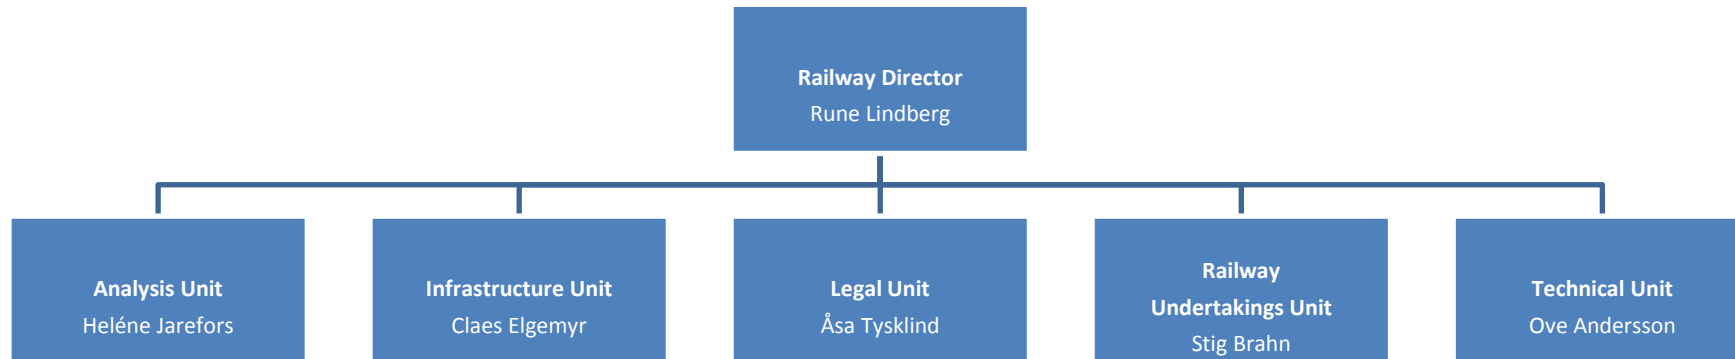 Railway Director
Rune Lindberg
Analysis Unit
Heléne Jarefors
Infrastructure Unit
Claes Elgemyr
Legal Unit
Åsa Tysklind
Railway
Undertakings Unit
Stig Brahn
Technical Unit
Ove Andersson